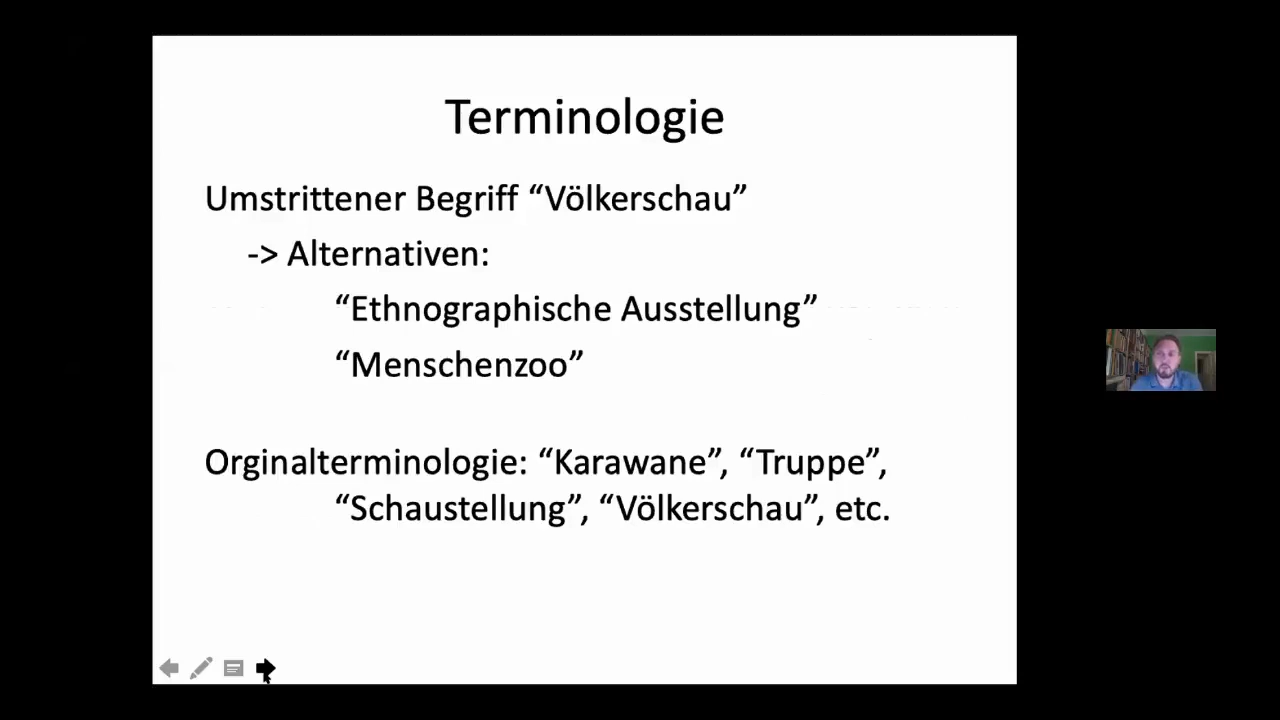 Terminologie
Umstrittener Begriff “Völkerschau”
-> Alternativen:
“Ethnographische Ausstellung”
“Menschenzoo”
Orginalterminologie: “Karawane”, “Truppe”,
“Schaustellung”, “Völkerschau”, etc.